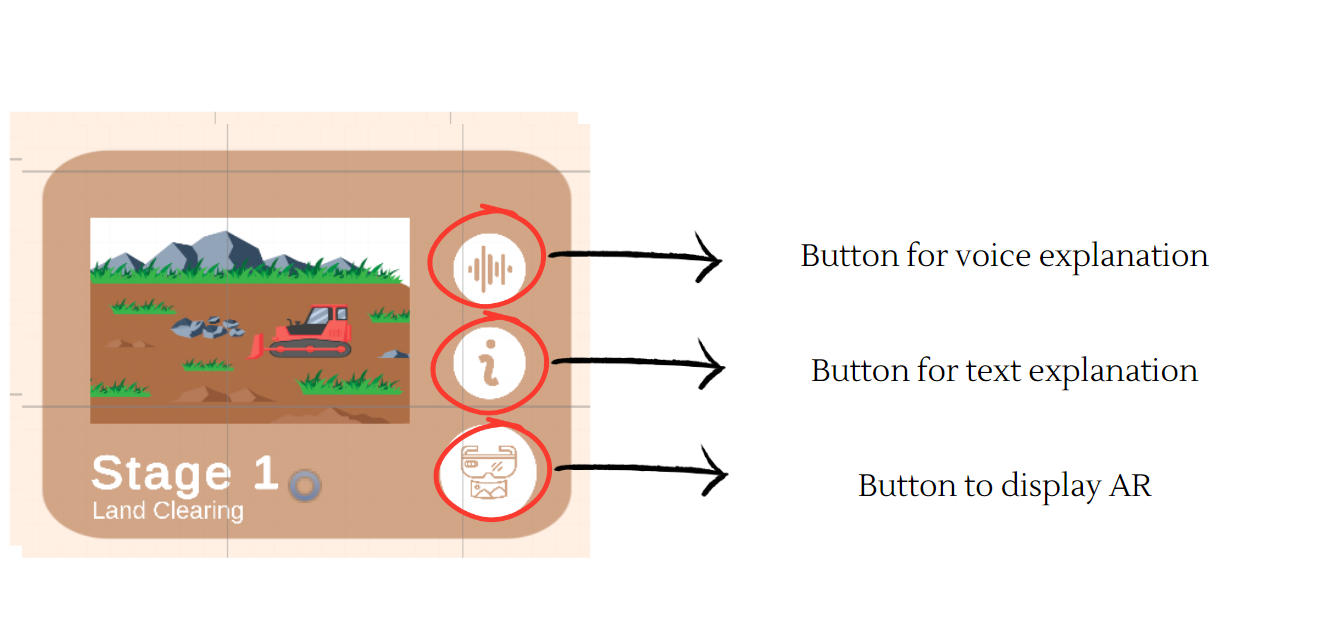 Button for voice explanation
Button for text explanation
Stage 1
Land Clearing
Button to display AR